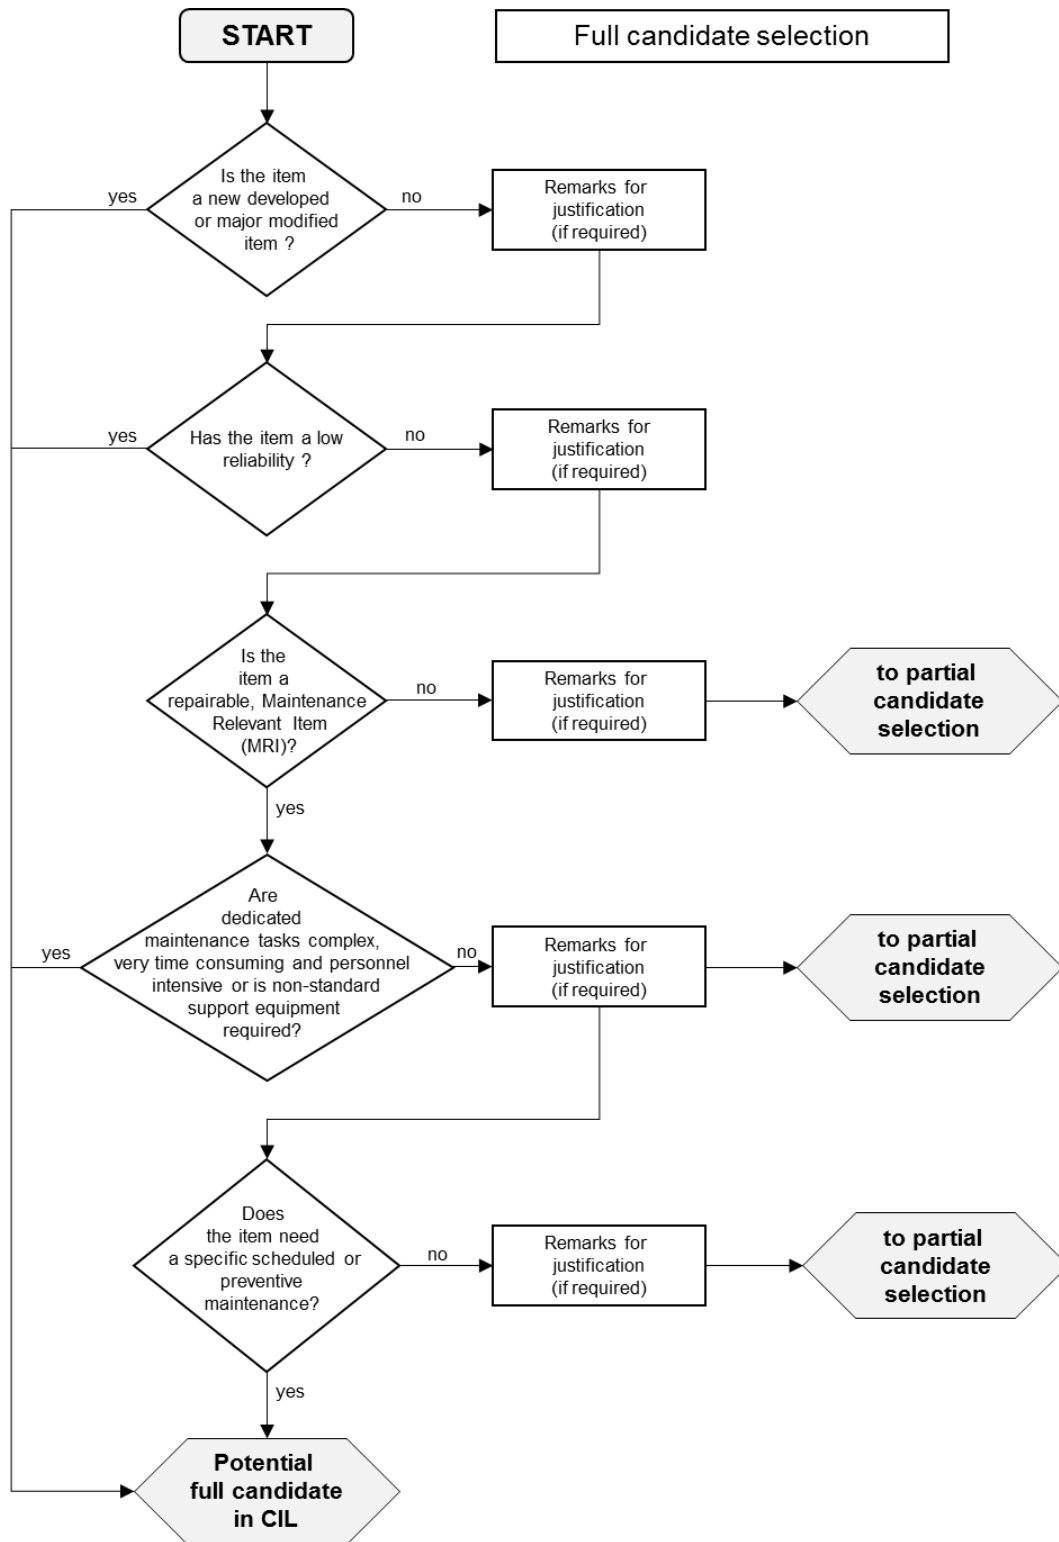 START
Full candidate selection
Is the item
a new developed
or major modified
item ?
yes
no
Remarks for
justification
(if required)
Has the item a low
reliability ?
yes
no
Remarks for
justification
(if required)
Is the
item a
repairable, Maintenance
Relevant Item
(MRI)?
no
Remarks for
justification
(if required)
to partial
candidate
selection
yes
Are
dedicated
maintenance tasks complex,
very time consuming and personnel
intensive or is non-standard
support equipment
required?
yes
no
Remarks for
justification
(if required)
to partial
candidate
selection
Does
the item need
a specific scheduled or
preventive
maintenance?
no
Remarks for
justification
(if required)
to partial
candidate
selection
yes
Potential
full candidate
in CIL